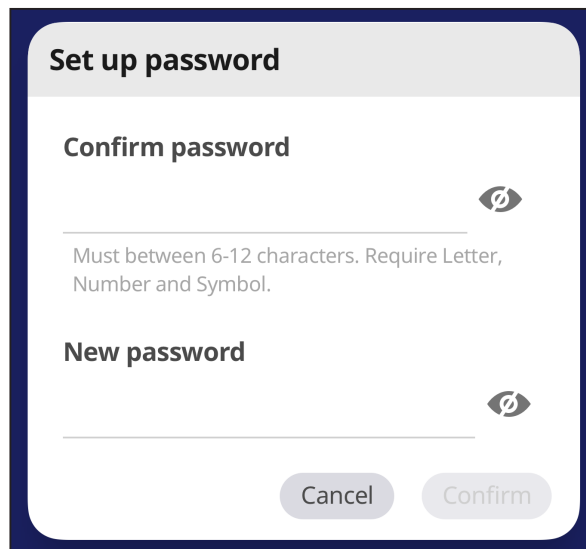 Set up password
Confirm password
Must between 6-12 characters. Require Letter,
Number and Symbol.
New password
Cancel
Confirm